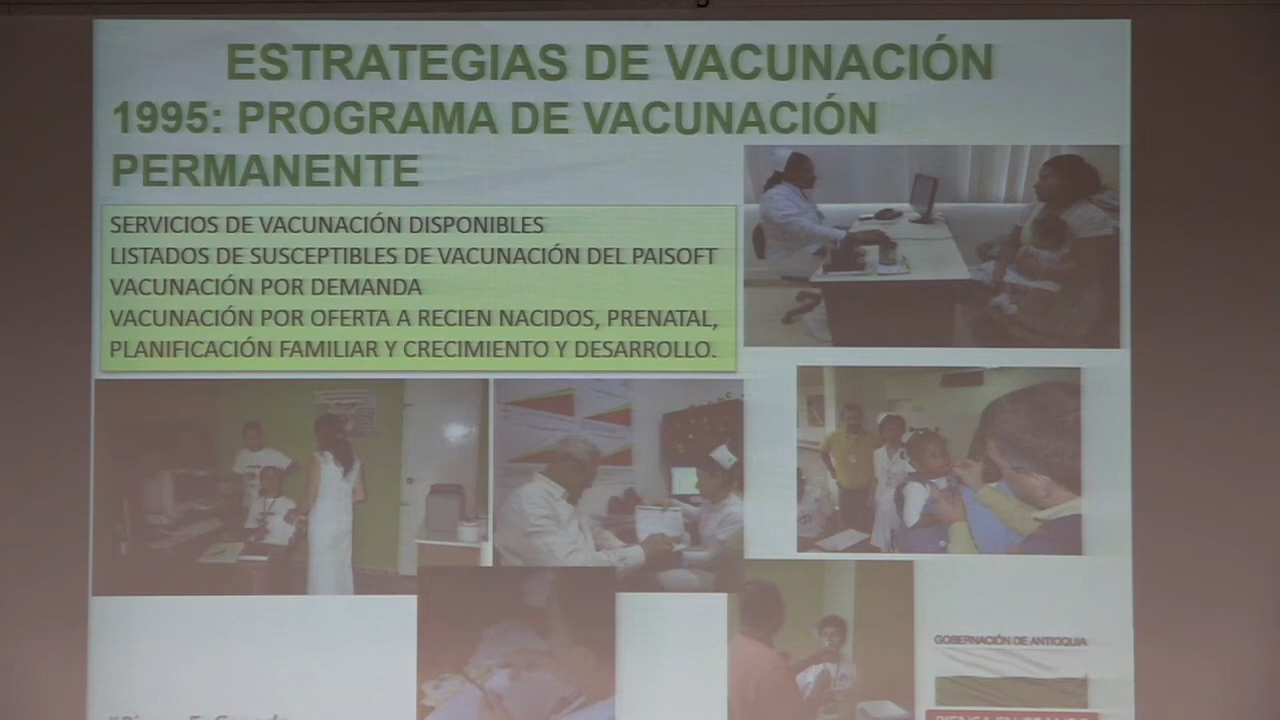 ESTRATEGIAS DE VACUNACIÓN
1995: PROGRAMA DE VACUNACIÓN
PERMANENTE
SERVICIOS DE VACUNACIÓN DISPONIBLES
LISTADOS DE SUSCEPTIBLES DE VACUNACIÓN DEL PAISOFT
VACUNACIÓN POR DEMANDA
VACUNACIÓN POR OFERTA A RECIEN NACIDOS, PRENATAL,
PLANIFICACIÓN FAMILIAR Y CRECIMIENTO Y DESARROLLO.
GOBERNACIÓN DE ANTIOQUIA